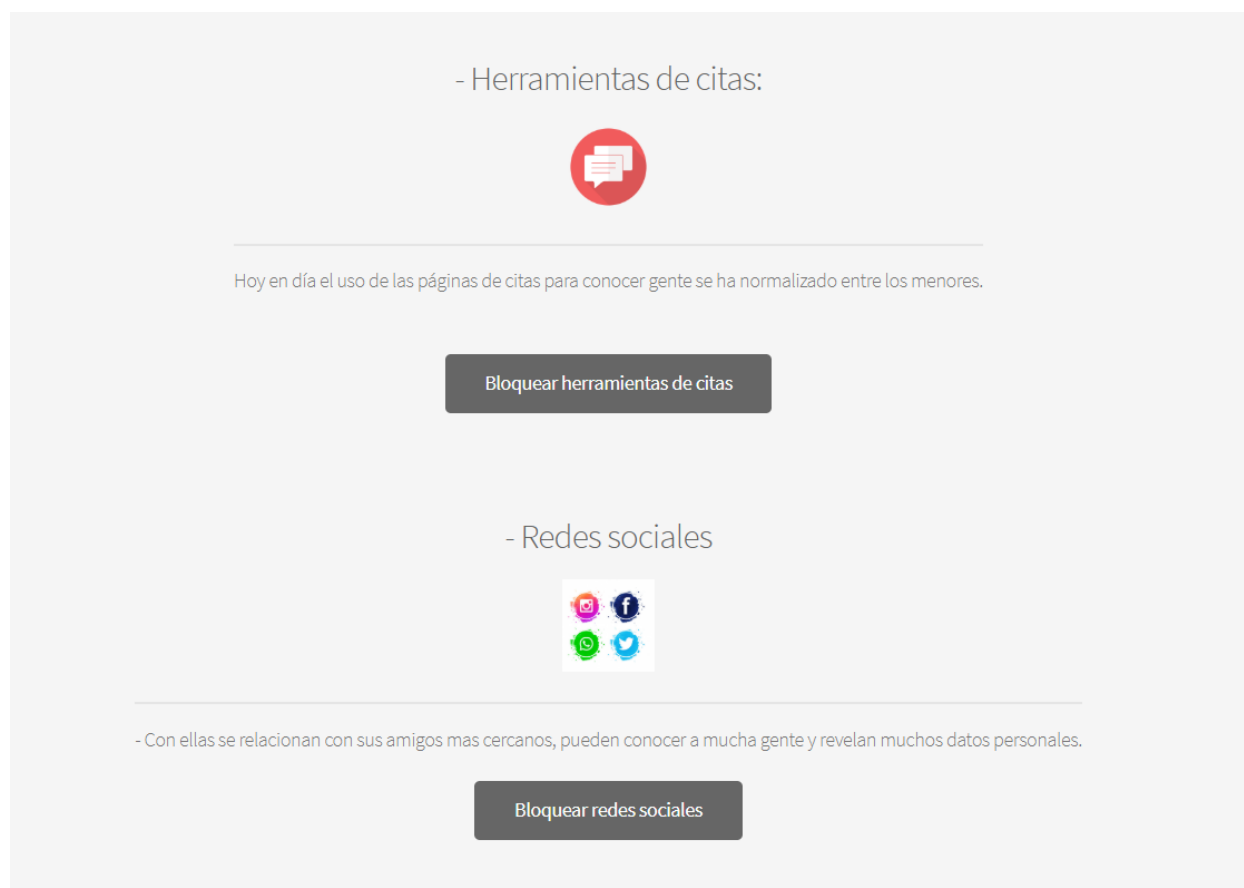 - Herramientas de citas:
Hoy en día el uso de las páginas de citas para conocer gente se ha normalizado entre los menores.
Bloquear herramientas de citas
- Redes sociales
- Con ellas se relacionan con sus amigos mas cercanos, pueden conocer a mucha gente y revelan muchos datos personales.
Bloquear redes sociales